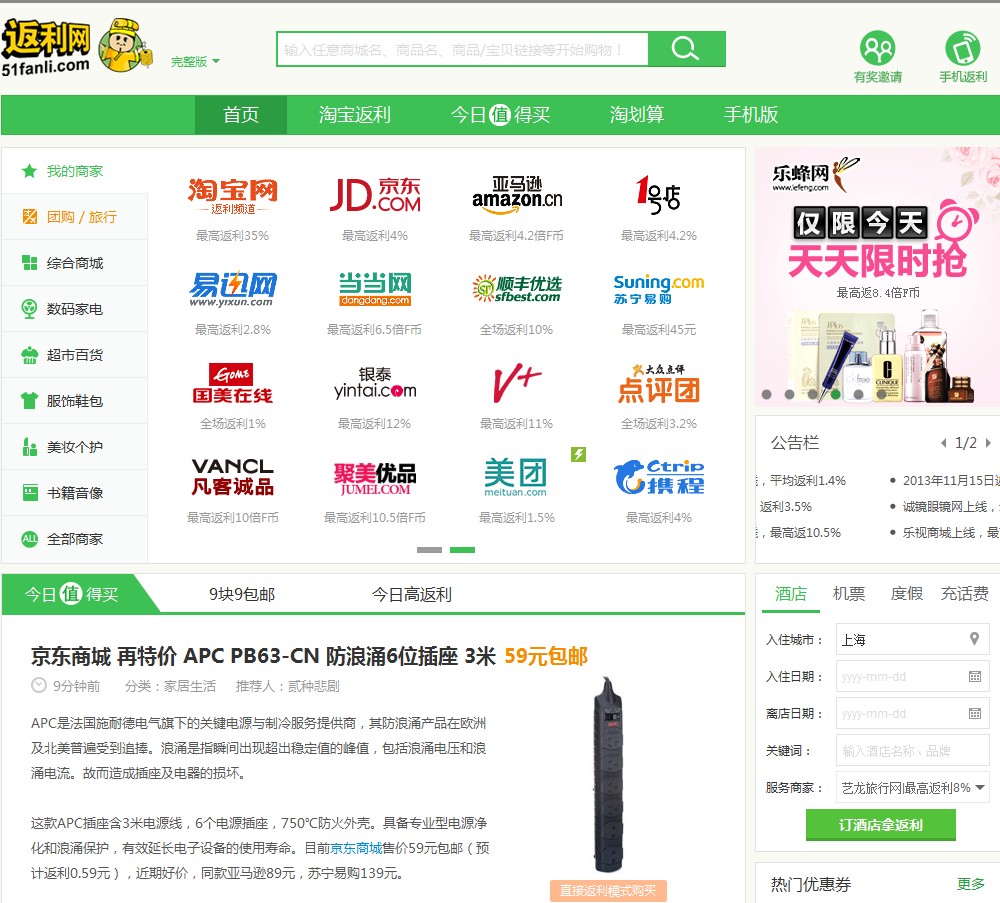 返利网
51fanli.com
完整版
输入任意商城名、商品名、商品/宝贝链接等开始购物！
有奖邀请
手机返利
首页
淘宝返利
今日值得买
淘划算
手机版
我的商家
团购 / 旅行
综合商城
数码家电
超市百货
服饰鞋包
美妆个护
书籍音像
ALL 全部商家
淘宝网
返利频道
最高返利35%
JD.京东
.COM
最高返利4%
亚马逊
amazon.cn
最高返利4.2倍F币
1号店
最高返利4.2%
易迅网
www.yixun.com
最高返利2.8%
当当网
dangdang.com
最高返利6.5倍F币
顺丰优选
sfbest.com
全场返利10%
Suning.com
苏宁易购
最高返利45元
GOME
国美在线
全场返利1%
银泰
yintai.com
最高返利12%
V+
最高返利11%
大众点评
点评团
全场返利3.2%
VANCL
凡客诚品
最高返利10倍F币
聚美优品
JUMEI.COM
最高返利10.5倍F币
美团
meituan.com
最高返利1.5%
Ctrip
携程
最高返利4%
乐蜂网
www.lefeng.com
仅限今天
天天限时抢
最高返8.4倍F币
CLINIQUE
公告栏
1/2
，平均返利1.4%
2013年11月15日
返利3.5%
诚镜眼镜网上线，
，最高返10.5%
乐视商城上线，最
今日值得买
9块9包邮
今日高返利
京东商城 再特价 APC PB63-CN 防浪涌6位插座 3米 59元包邮
9分钟前
分类：家居生活
推荐人：贰种悲剧
APC是法国施耐德电气旗下的关键电源与制冷服务提供商，其防浪涌产品在欧洲
及北美普遍受到追捧。浪涌是指瞬间出现超出稳定值的峰值，包括浪涌电压和浪
涌电流。故而造成插座及电器的损坏。
这款APC插座含3米电源线，6个电源插座，750℃防火外壳。具备专业型电源净
化和浪涌保护，有效延长电子设备的使用寿命。目前京东商城售价59元包邮（预
计返利0.59元），近期好价，同款亚马逊89元，苏宁易购139元。
直接返利模式购买
酒店
机票
度假
充话费
入住城市：
上海
入住日期：
yyyy-mm-dd
离店日期：
yyyy-mm-dd
关键词：
输入酒店名称、品牌
服务商家：
艺龙旅行网|最高返利8%
订酒店拿返利
热门优惠券
更多